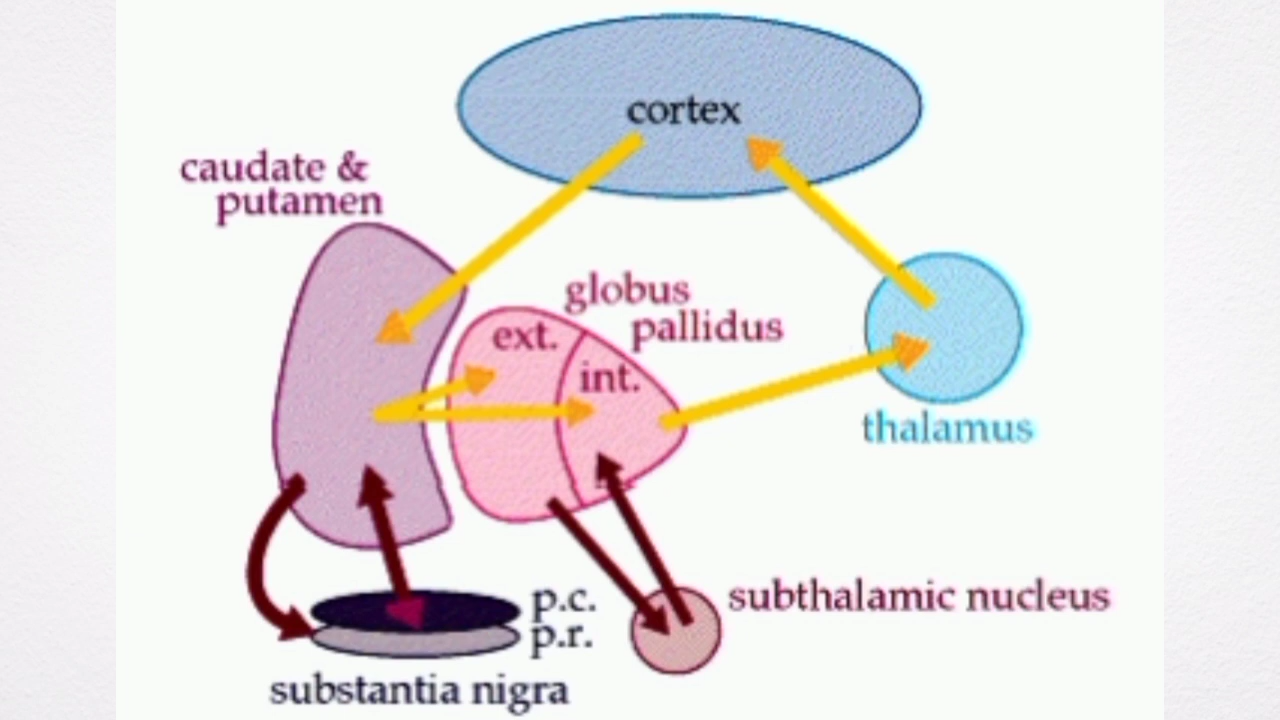 cortex
caudate &
putamen
globus
pallidus
ext.
int.
thalamus
p.c.
p.r.
subthalamic nucleus
substantia nigra